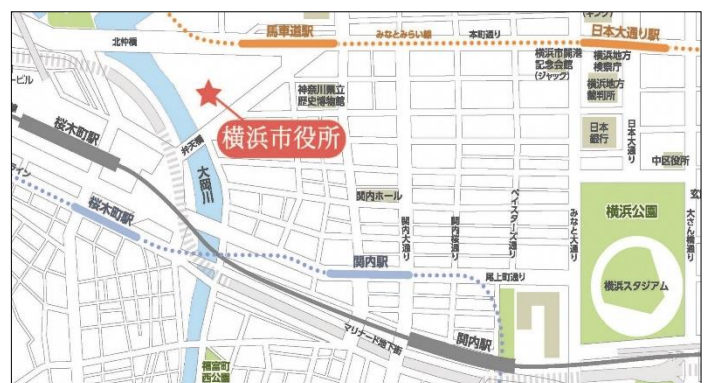 北仲橋
馬車道駅
みなとみらい線
本町通り
日本大通り駅
横浜市開港
記念会館
(ジャック)
横浜地方
検察庁
横浜地方
裁判所
神奈川県立
歴史博物館
横浜市役所
桜木町駅
弁天橋
大岡川
日本
銀行
日本大通り
中区役所
桜木町駅
関内ホール
関内大通り
関内桜通り
ベイスターズ通り
みなと大通り
横浜公園
大さん橋通り
関内駅
尾上町通り
横浜スタジアム
マリナード地下街
関内駅
福富町
西公園